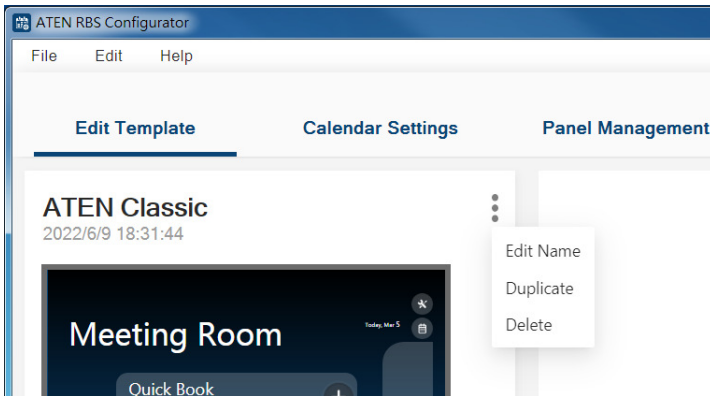 ATEN RBS Configurator
File Edit Help
Edit Template Calendar Settings Panel Management
ATEN Classic
2022/6/9 18:31:44
Edit Name
Duplicate
Delete
Meeting Room
Today, Mar 5
Quick Book